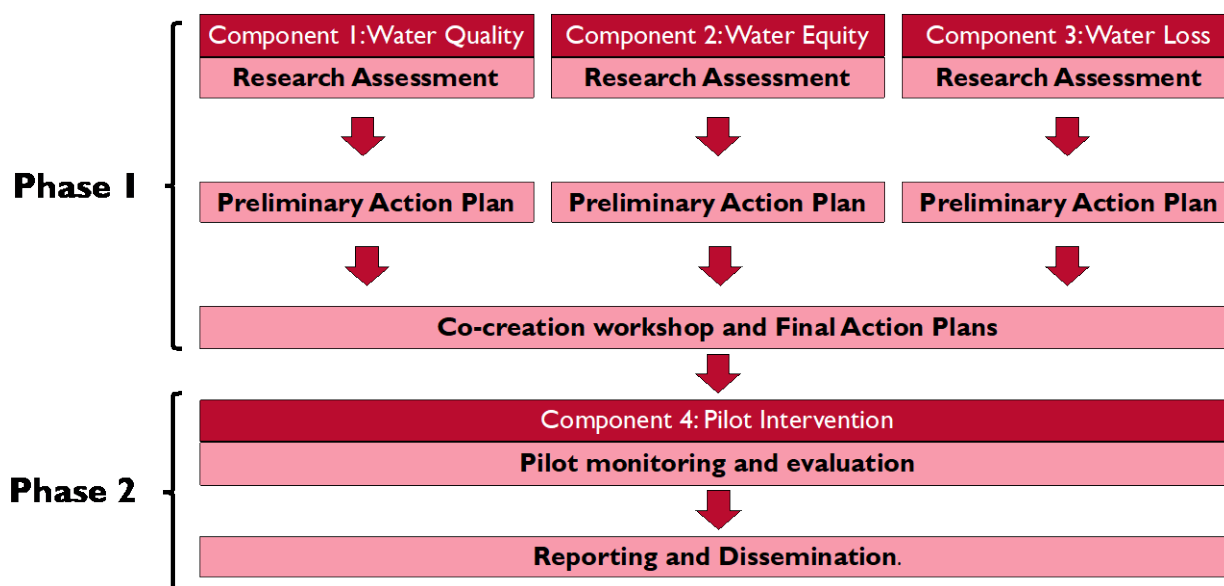 Component 1: Water Quality
Component 2: Water Equity
Component 3: Water Loss
Research Assessment
Research Assessment
Research Assessment
Phase 1
Preliminary Action Plan
Preliminary Action Plan
Preliminary Action Plan
Co-creation workshop and Final Action Plans
Component 4: Pilot Intervention
Pilot monitoring and evaluation
Phase 2
Reporting and Dissemination.